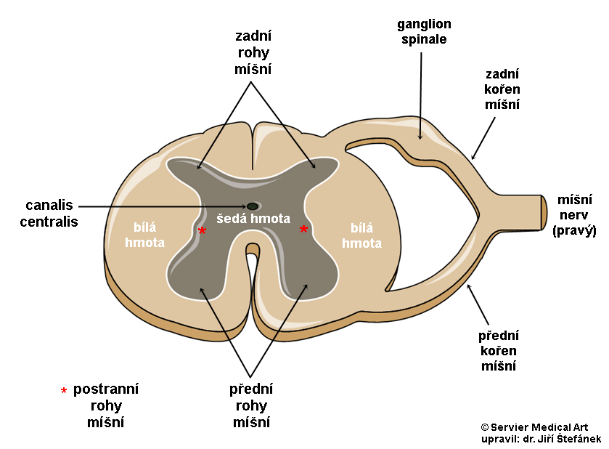 zadní
rohy
míšní
ganglion
spinale
zadní
kořen
míšní
canalis
centralis
bílá
hmota
šedá hmota
bílá
hmota
míšní
nerv
(pravý)
* *
přední
kořen
míšní
* postranní
rohy
míšní
přední
rohy
míšní
© Servier Medical Art
upravil: dr. Jiří Štefánek